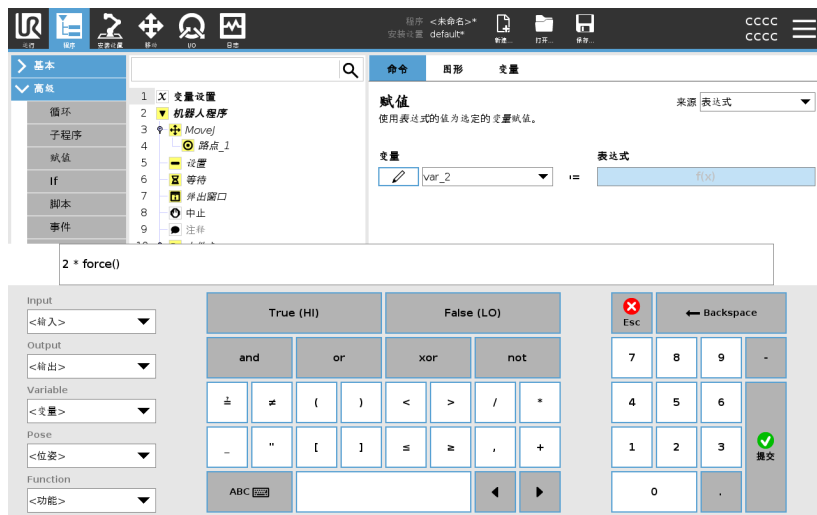 UR
运行
程序
安装设置
移动
I/O
日志
程序 <未命名>*
安装设置 default*
新建...
打开...
保存...
CCCC
CCCC
基本
高级
循环
子程序
赋值
If
脚本
事件
1 X 变量设置
2 机器人程序
3 MoveJ
4 路点_1
5 设置
6 等待
7 弹出窗口
8 中止
9 注释
命令 图形 变量
赋值
来源 表达式
使用表达式的值为选定的变量赋值。
变量 表达式
var_2 := f(x)
2 * force()
Input
<输入>
Output
<输出>
Variable
<变量>
Pose
<位姿>
Function
<功能>
True (HI) False (LO)
and or xor not
≟ ≠ ( ) < > / *
_ " [ ] ≤ ≥ , +
ABC
Esc Backspace
7 8 9 -
4 5 6
1 2 3 提交
0 .